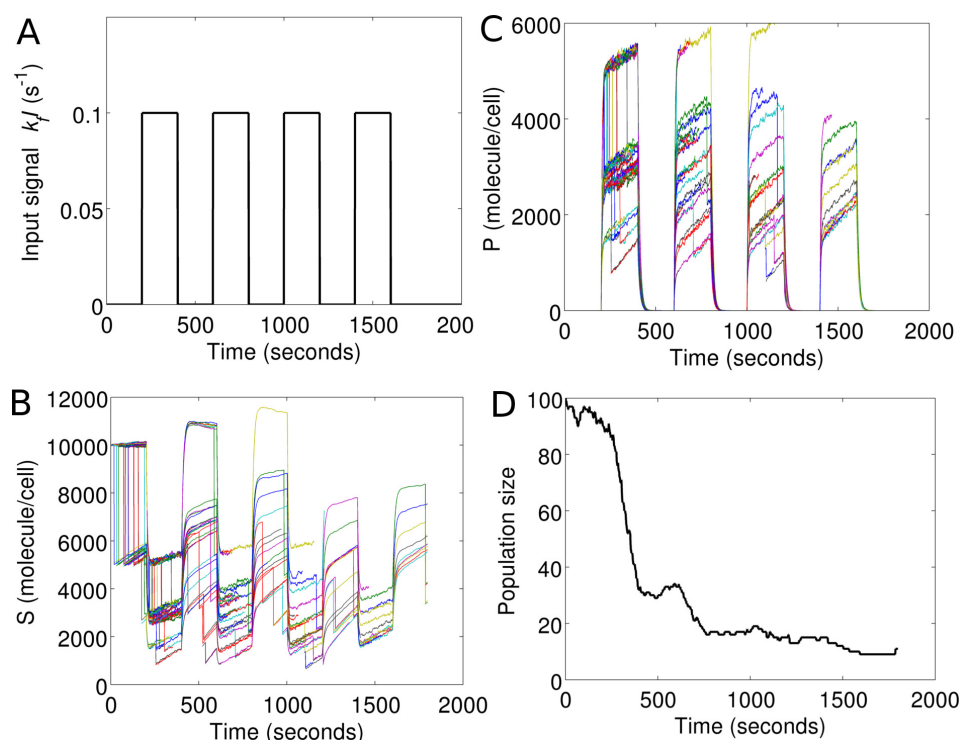 A
Input signal k_f I (s⁻¹)
0.1
0.05
0
0 500 1000 1500 200
Time (seconds)
B
S (molecule/cell)
12000
10000
8000
6000
4000
2000
0
0 500 1000 1500 2000
Time (seconds)
C
P (molecule/cell)
6000
4000
2000
0
0 500 1000 1500 2000
Time (seconds)
D
Population size
100
80
60
40
20
0
0 500 1000 1500 2000
Time (seconds)